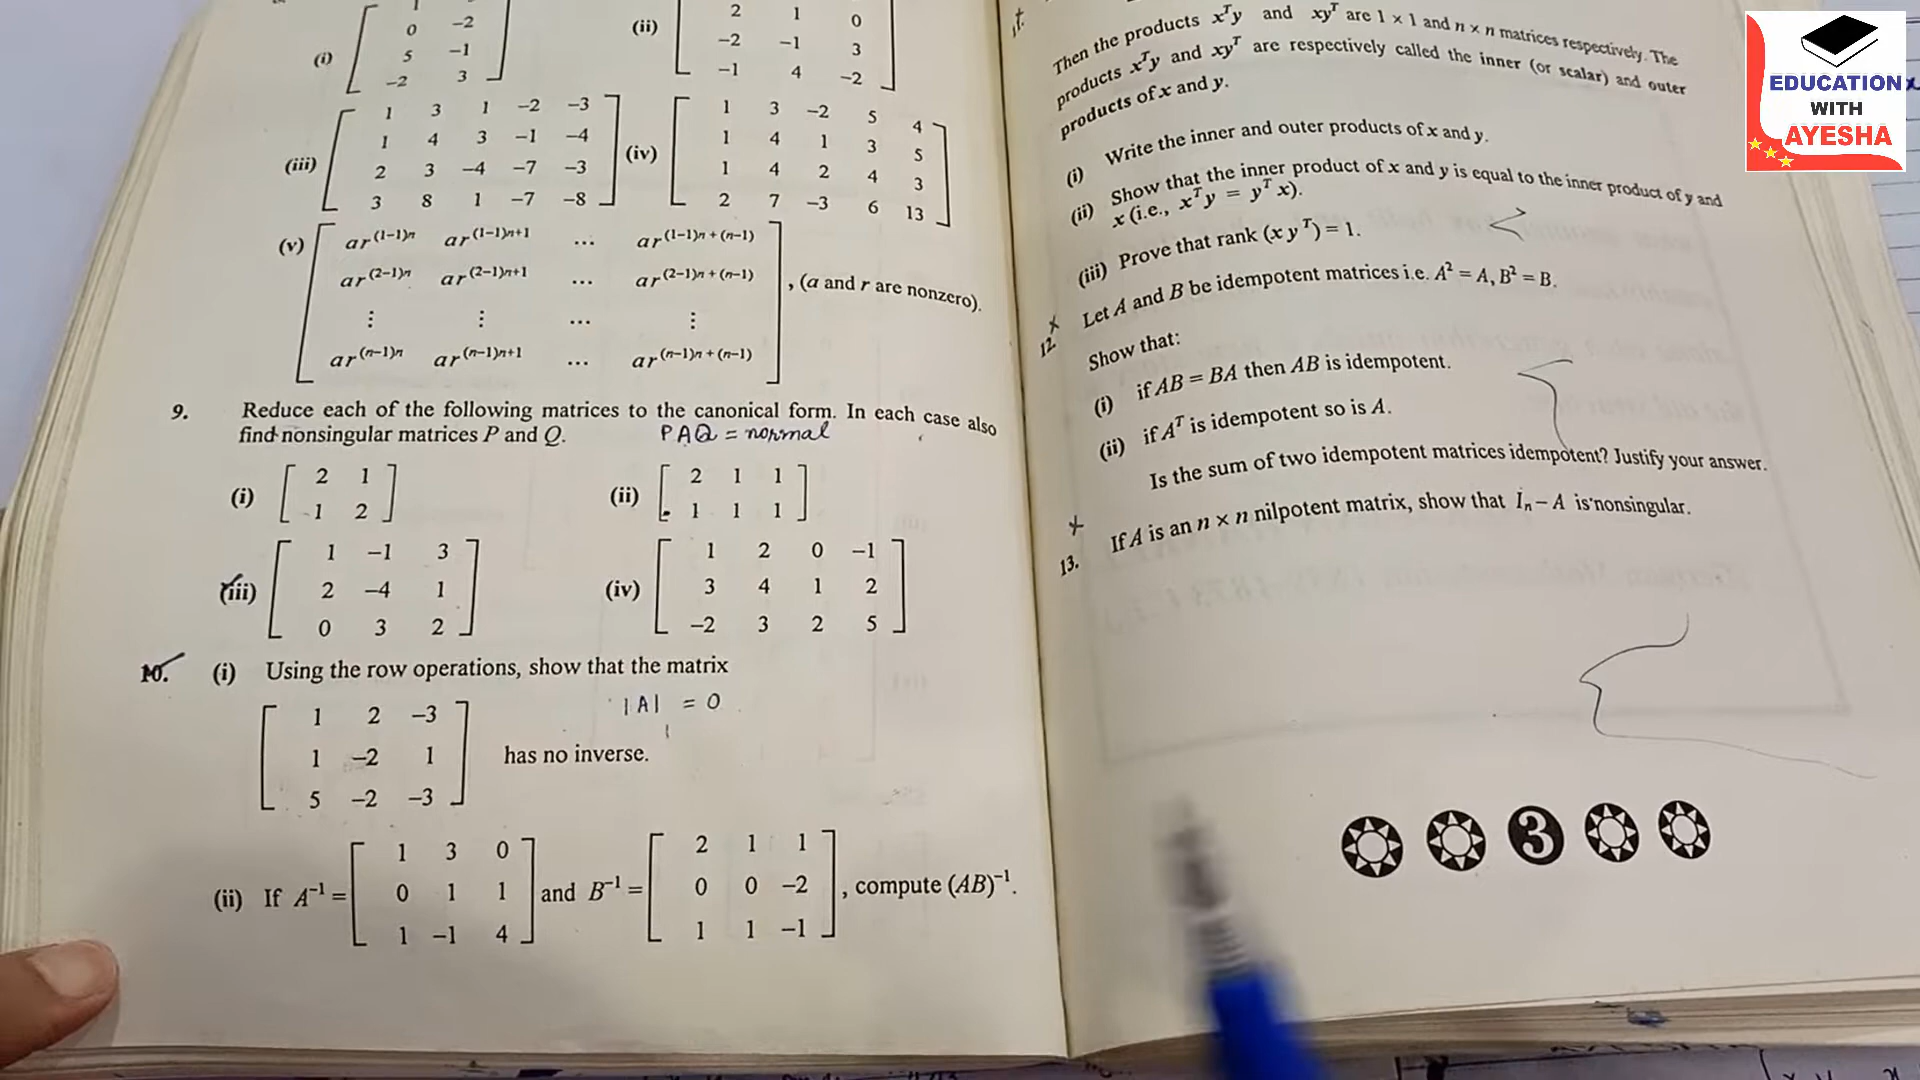 (i)
1
0 -2
5 -1
-2 3
(ii)
2 1 0
-2 -1 3
-1 4 -2
(iii)
1 3 1 -2 -3
1 4 3 -1 -4
2 3 -4 -7 -3
3 8 1 -7 -8
(iv)
1 3 -2 5 4
1 4 1 3 5
1 4 2 4 3
2 7 -3 6 13
(v)
ar^(1-1)n ar^(1-1)n+1 ... ar^(1-1)n+(n-1)
ar^(2-1)n ar^(2-1)n+1 ... ar^(2-1)n+(n-1)
⋮ ⋮ ... ⋮
ar^(n-1)n ar^(n-1)n+1 ... ar^(n-1)n+(n-1)
, (a and r are nonzero).
9. Reduce each of the following matrices to the canonical form. In each case also
find nonsingular matrices P and Q.
PAQ = normal
(i)
2 1
1 2
(ii)
2 1 1
1 1 1
(iii)
1 -1 3
2 -4 1
0 3 2
(iv)
1 2 0 -1
3 4 1 2
-2 3 2 5
10. (i) Using the row operations, show that the matrix
|A| = 0
1 2 -3
1 -2 1
5 -2 -3
has no inverse.
(ii) If A⁻¹ =
1 3 0
0 1 1
1 -1 4
and B⁻¹ =
2 1 1
0 0 -2
1 1 -1
, compute (AB)⁻¹.
Then the products xᵀy and xyᵀ are 1 × 1 and n × n matrices respectively. The
products xᵀy and xyᵀ are respectively called the inner (or scalar) and outer
products of x and y.
(i) Write the inner and outer products of x and y.
(ii) Show that the inner product of x and y is equal to the inner product of y and
x (i.e., xᵀy = yᵀx).
(iii) Prove that rank (x yᵀ) = 1.
12. Let A and B be idempotent matrices i.e. A² = A, B² = B.
Show that:
(i) if AB = BA then AB is idempotent.
(ii) if Aᵀ is idempotent so is A.
Is the sum of two idempotent matrices idempotent? Justify your answer.
13. If A is an n × n nilpotent matrix, show that Iₙ – A is nonsingular.
3
EDUCATION
WITH
AYESHA